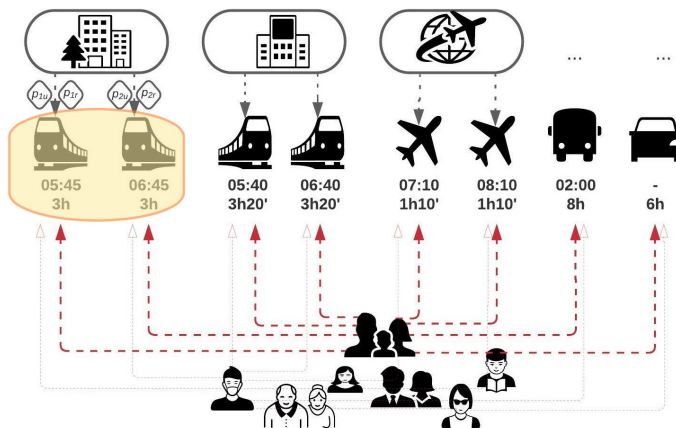 ... ...
p1u p1r p2u p2r
05:45 06:45 05:40 06:40 07:10 08:10 02:00 -
3h 3h 3h20' 3h20' 1h10' 1h10' 8h 6h